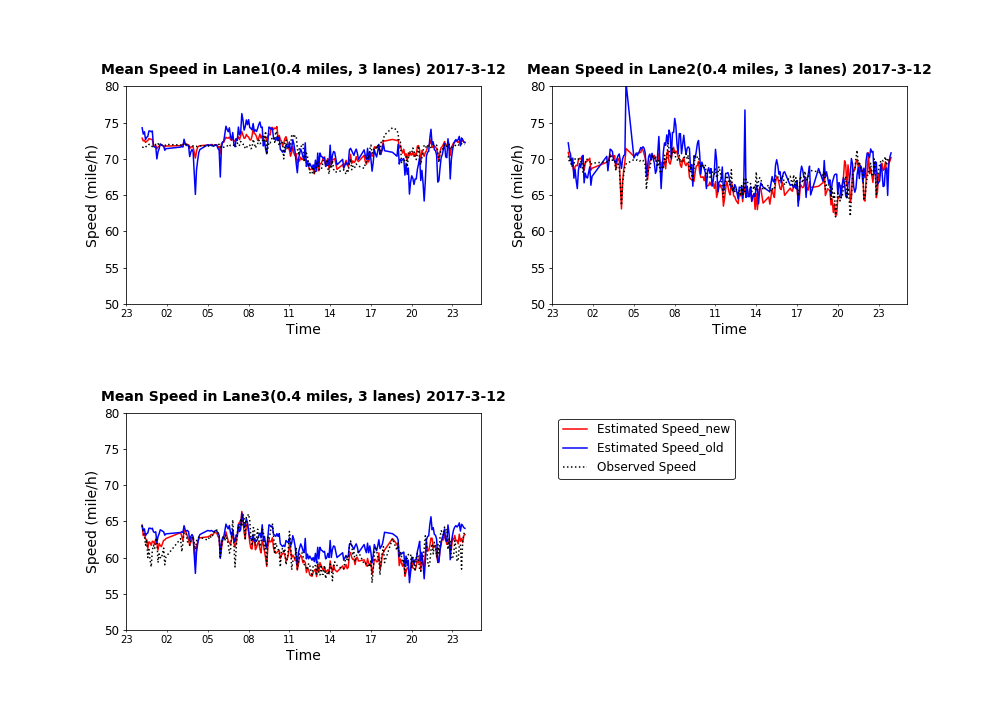 Mean Speed in Lane1(0.4 miles, 3 lanes) 2017-3-12
80
75
70
65
60
55
50
Speed (mile/h)
23 02 05 08 11 14 17 20 23
Time
Mean Speed in Lane2(0.4 miles, 3 lanes) 2017-3-12
80
75
70
65
60
55
50
Speed (mile/h)
23 02 05 08 11 14 17 20 23
Time
Mean Speed in Lane3(0.4 miles, 3 lanes) 2017-3-12
80
75
70
65
60
55
50
Speed (mile/h)
23 02 05 08 11 14 17 20 23
Time
Estimated Speed_new
Estimated Speed_old
Observed Speed